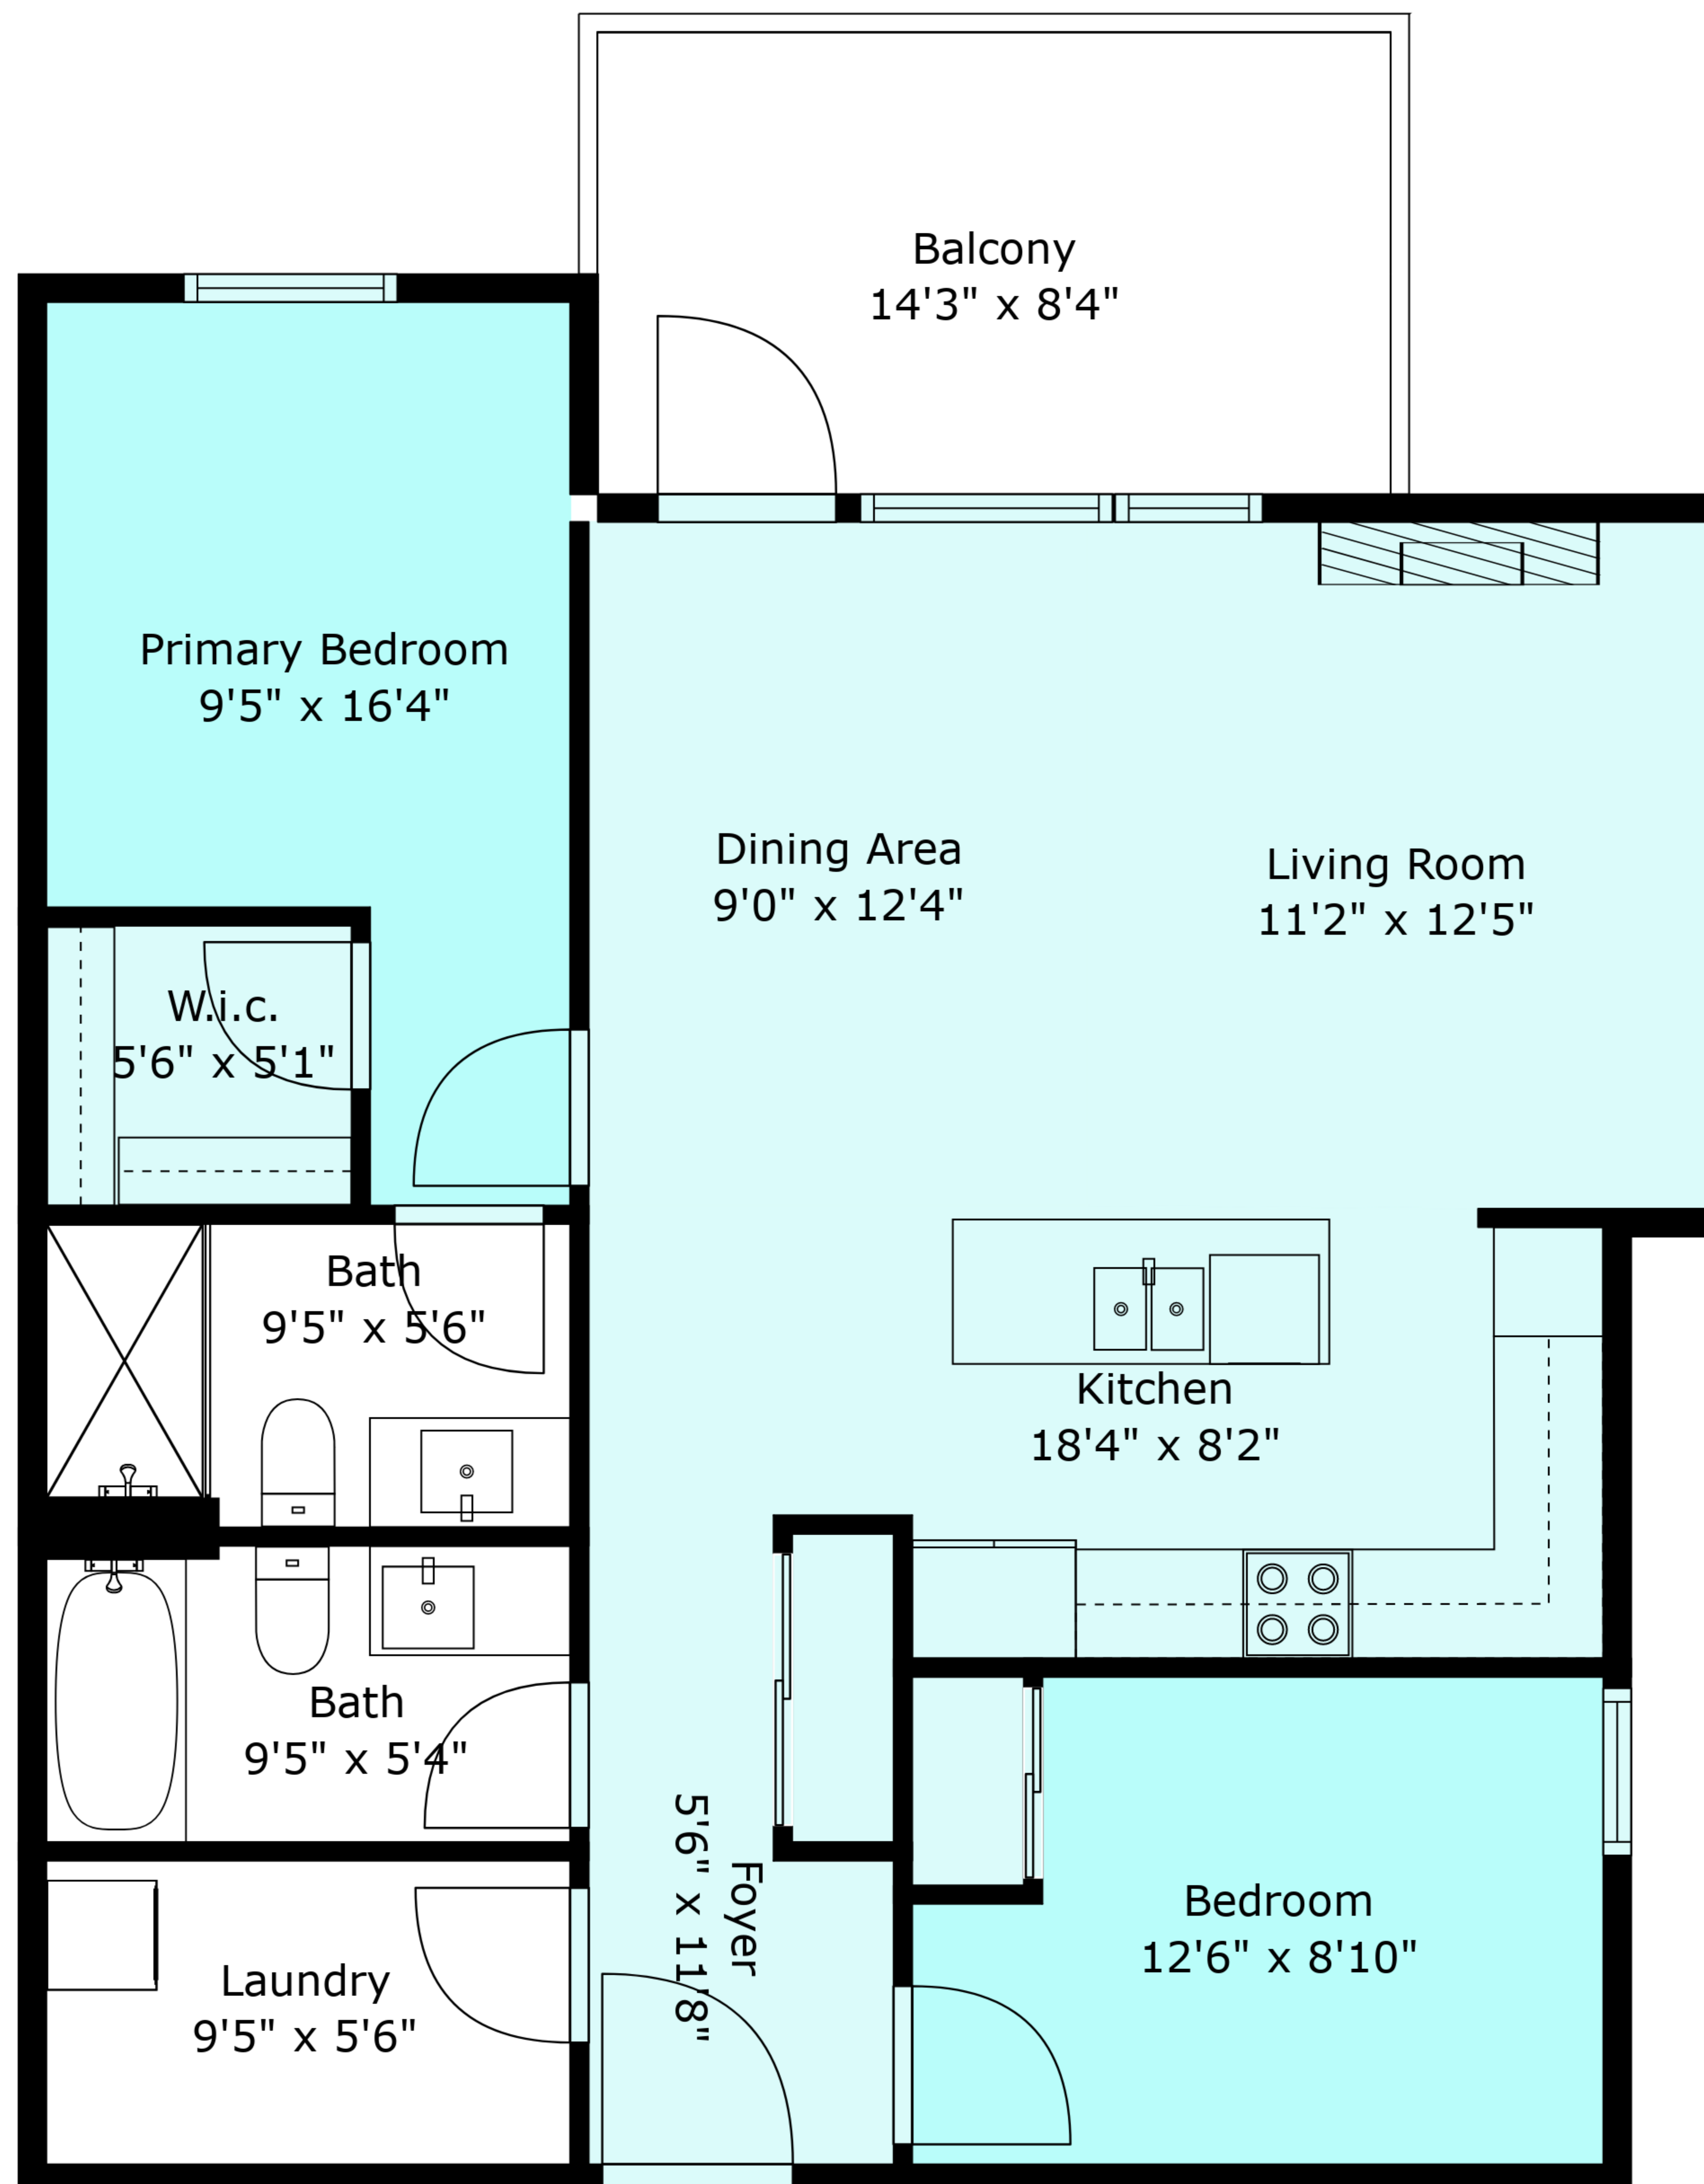 Balcony
14'3" x 8'4"
Primary Bedroom
9'5" x 16'4"
Dining Area
9'0" x 12'4"
Living Room
11'2" x 12'5"
W.i.c.
5'6" x 5'1"
Bath
9'5" x 5'6"
Kitchen
18'4" x 8'2"
Bath
9'5" x 5'4"
Foyer
5'6" x 11'8"
Bedroom
12'6" x 8'10"
Laundry
9'5" x 5'6"